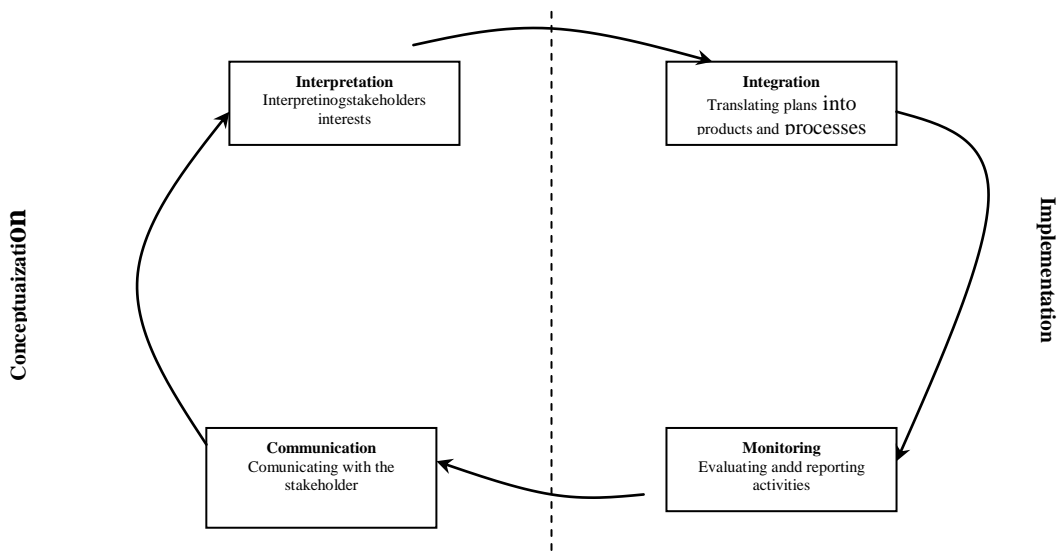 Interpretation
Interpretinogstakeholders
interests
Integration
Translating plans into
products and processes
Conceptuaization
Implementation
Communication
Comunicating with the
stakeholder
Monitoring
Evaluating andd reporting
activities